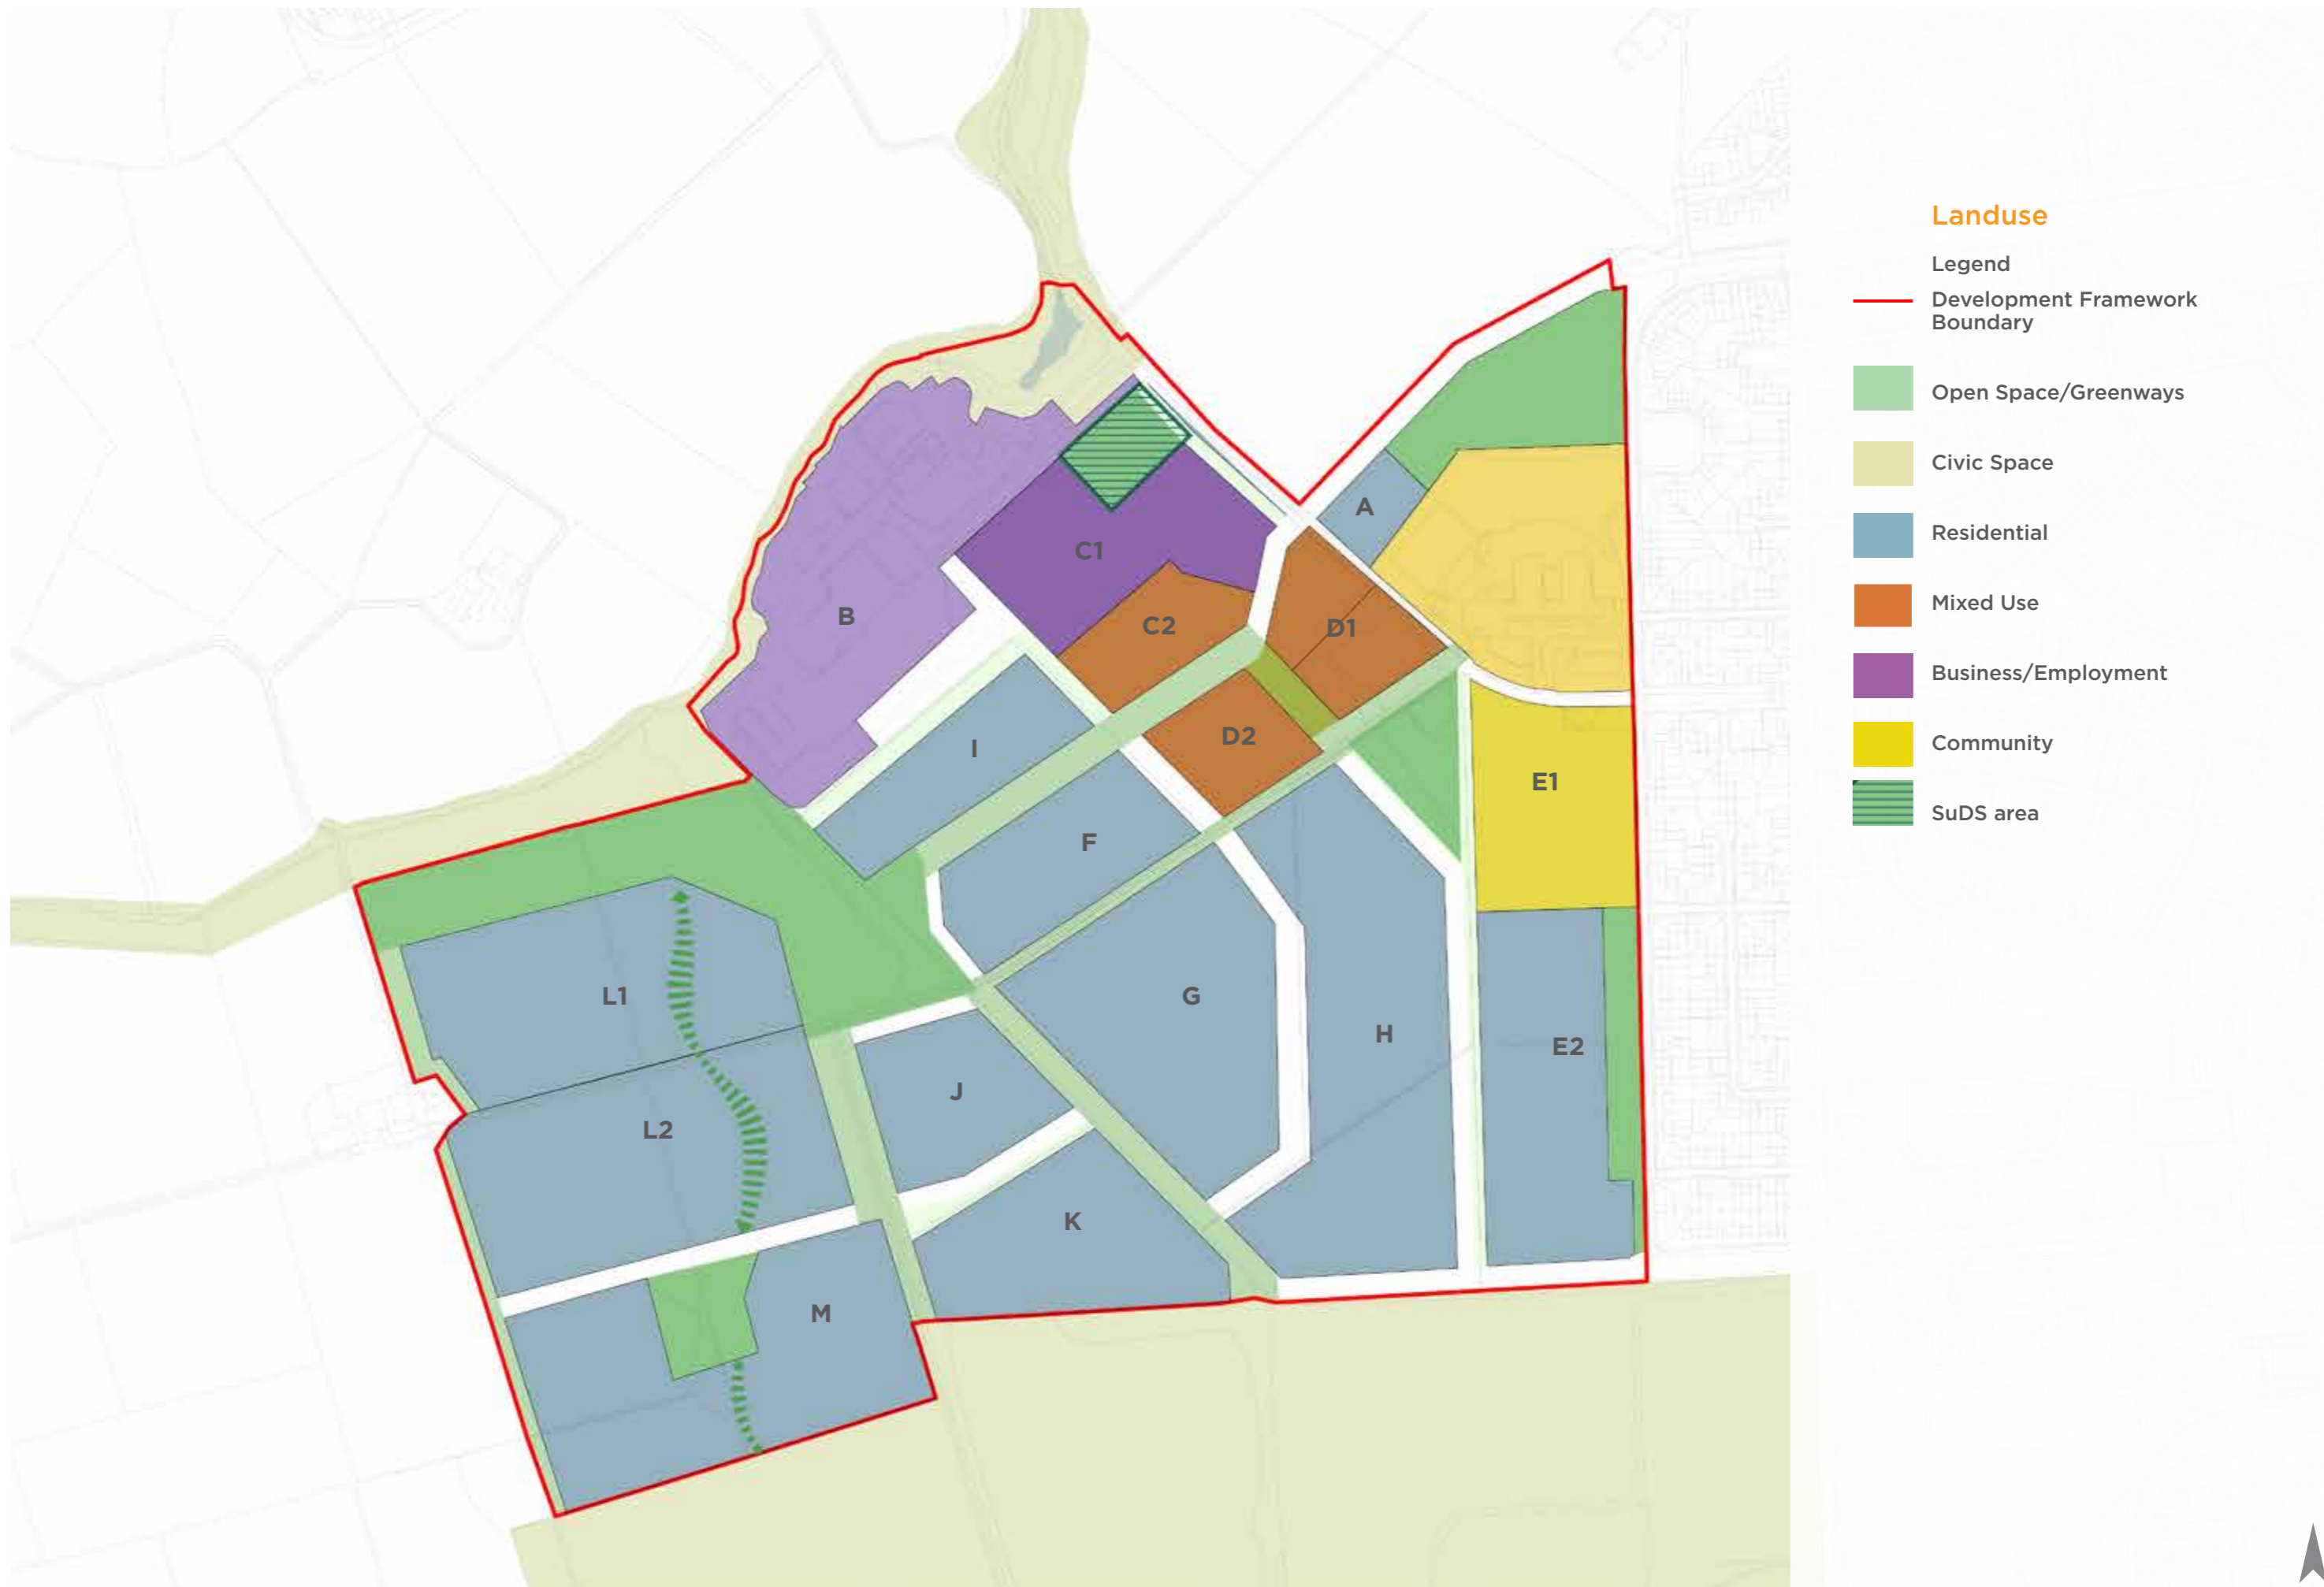 Landuse
Legend
Development Framework
Boundary
Open Space/Greenways
Civic Space
Residential
Mixed Use
Business/Employment
Community
SuDS area
A
C1
B
C2
D1
D2
I
E1
F
L1
G
H
E2
J
L2
K
M